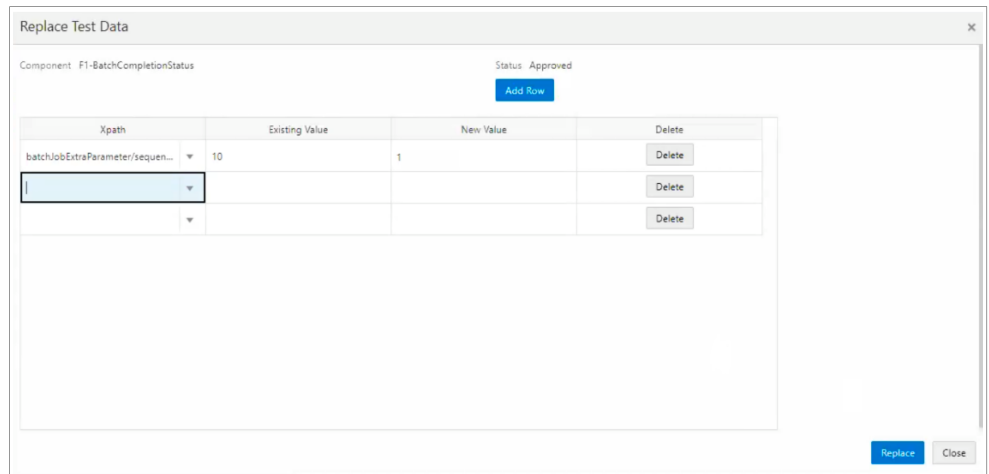 Replace Test Data ×
Component F1-BatchCompletionStatus Status Approved
Add Row
Xpath Existing Value New Value Delete
batchJobExtraParameter/sequen... 10 1 Delete
Delete
Delete
Replace Close